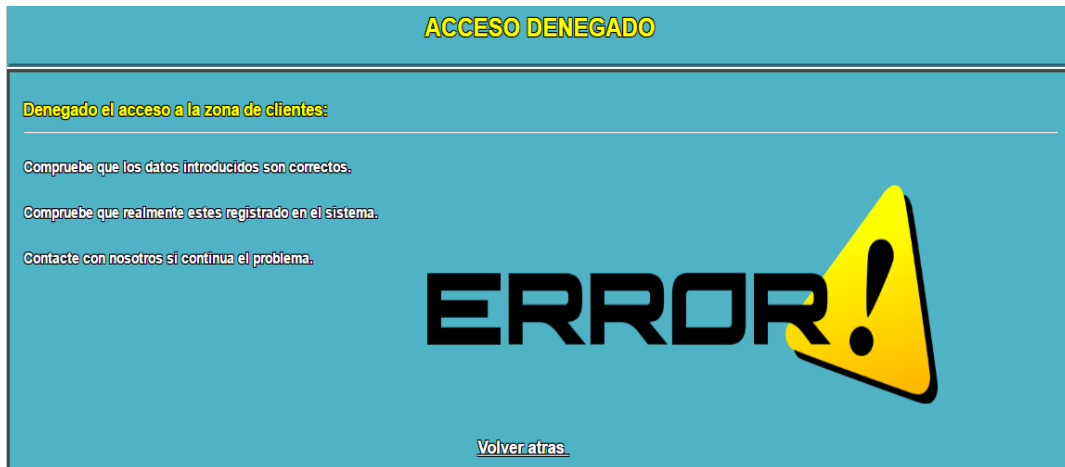 ACCESO DENEGADO
Denegado el acceso a la zona de clientes:
Compruebe que los datos introducidos son correctos.
Compruebe que realmente estes registrado en el sistema.
Contacte con nosotros si continua el problema.
ERROR!
Volver atras